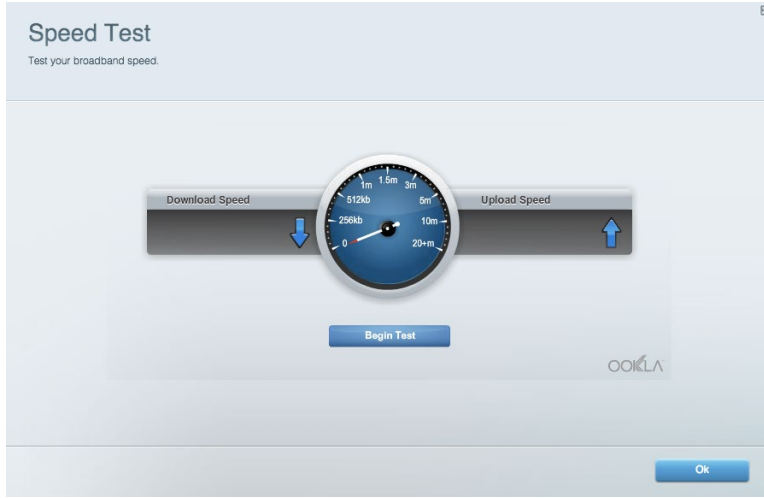 Speed Test
Test your broadband speed.
Download Speed
Upload Speed
0
256kb
512kb
1m
1.5m
3m
5m
10m
20+m
Begin Test
OOKLA
Ok